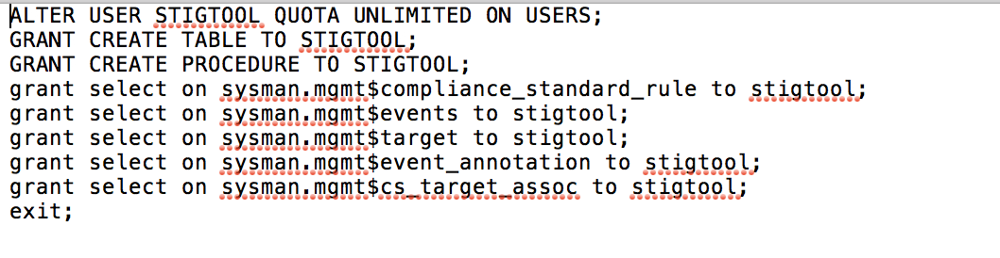 ALTER USER STIGTOOL QUOTA UNLIMITED ON USERS;
GRANT CREATE TABLE TO STIGTOOL;
GRANT CREATE PROCEDURE TO STIGTOOL;
grant select on sysman.mgmt$compliance_standard_rule to stigtool;
grant select on sysman.mgmt$events to stigtool;
grant select on sysman.mgmt$target to stigtool;
grant select on sysman.mgmt$event_annotation to stigtool;
grant select on sysman.mgmt$cs_target_assoc to stigtool;
exit;